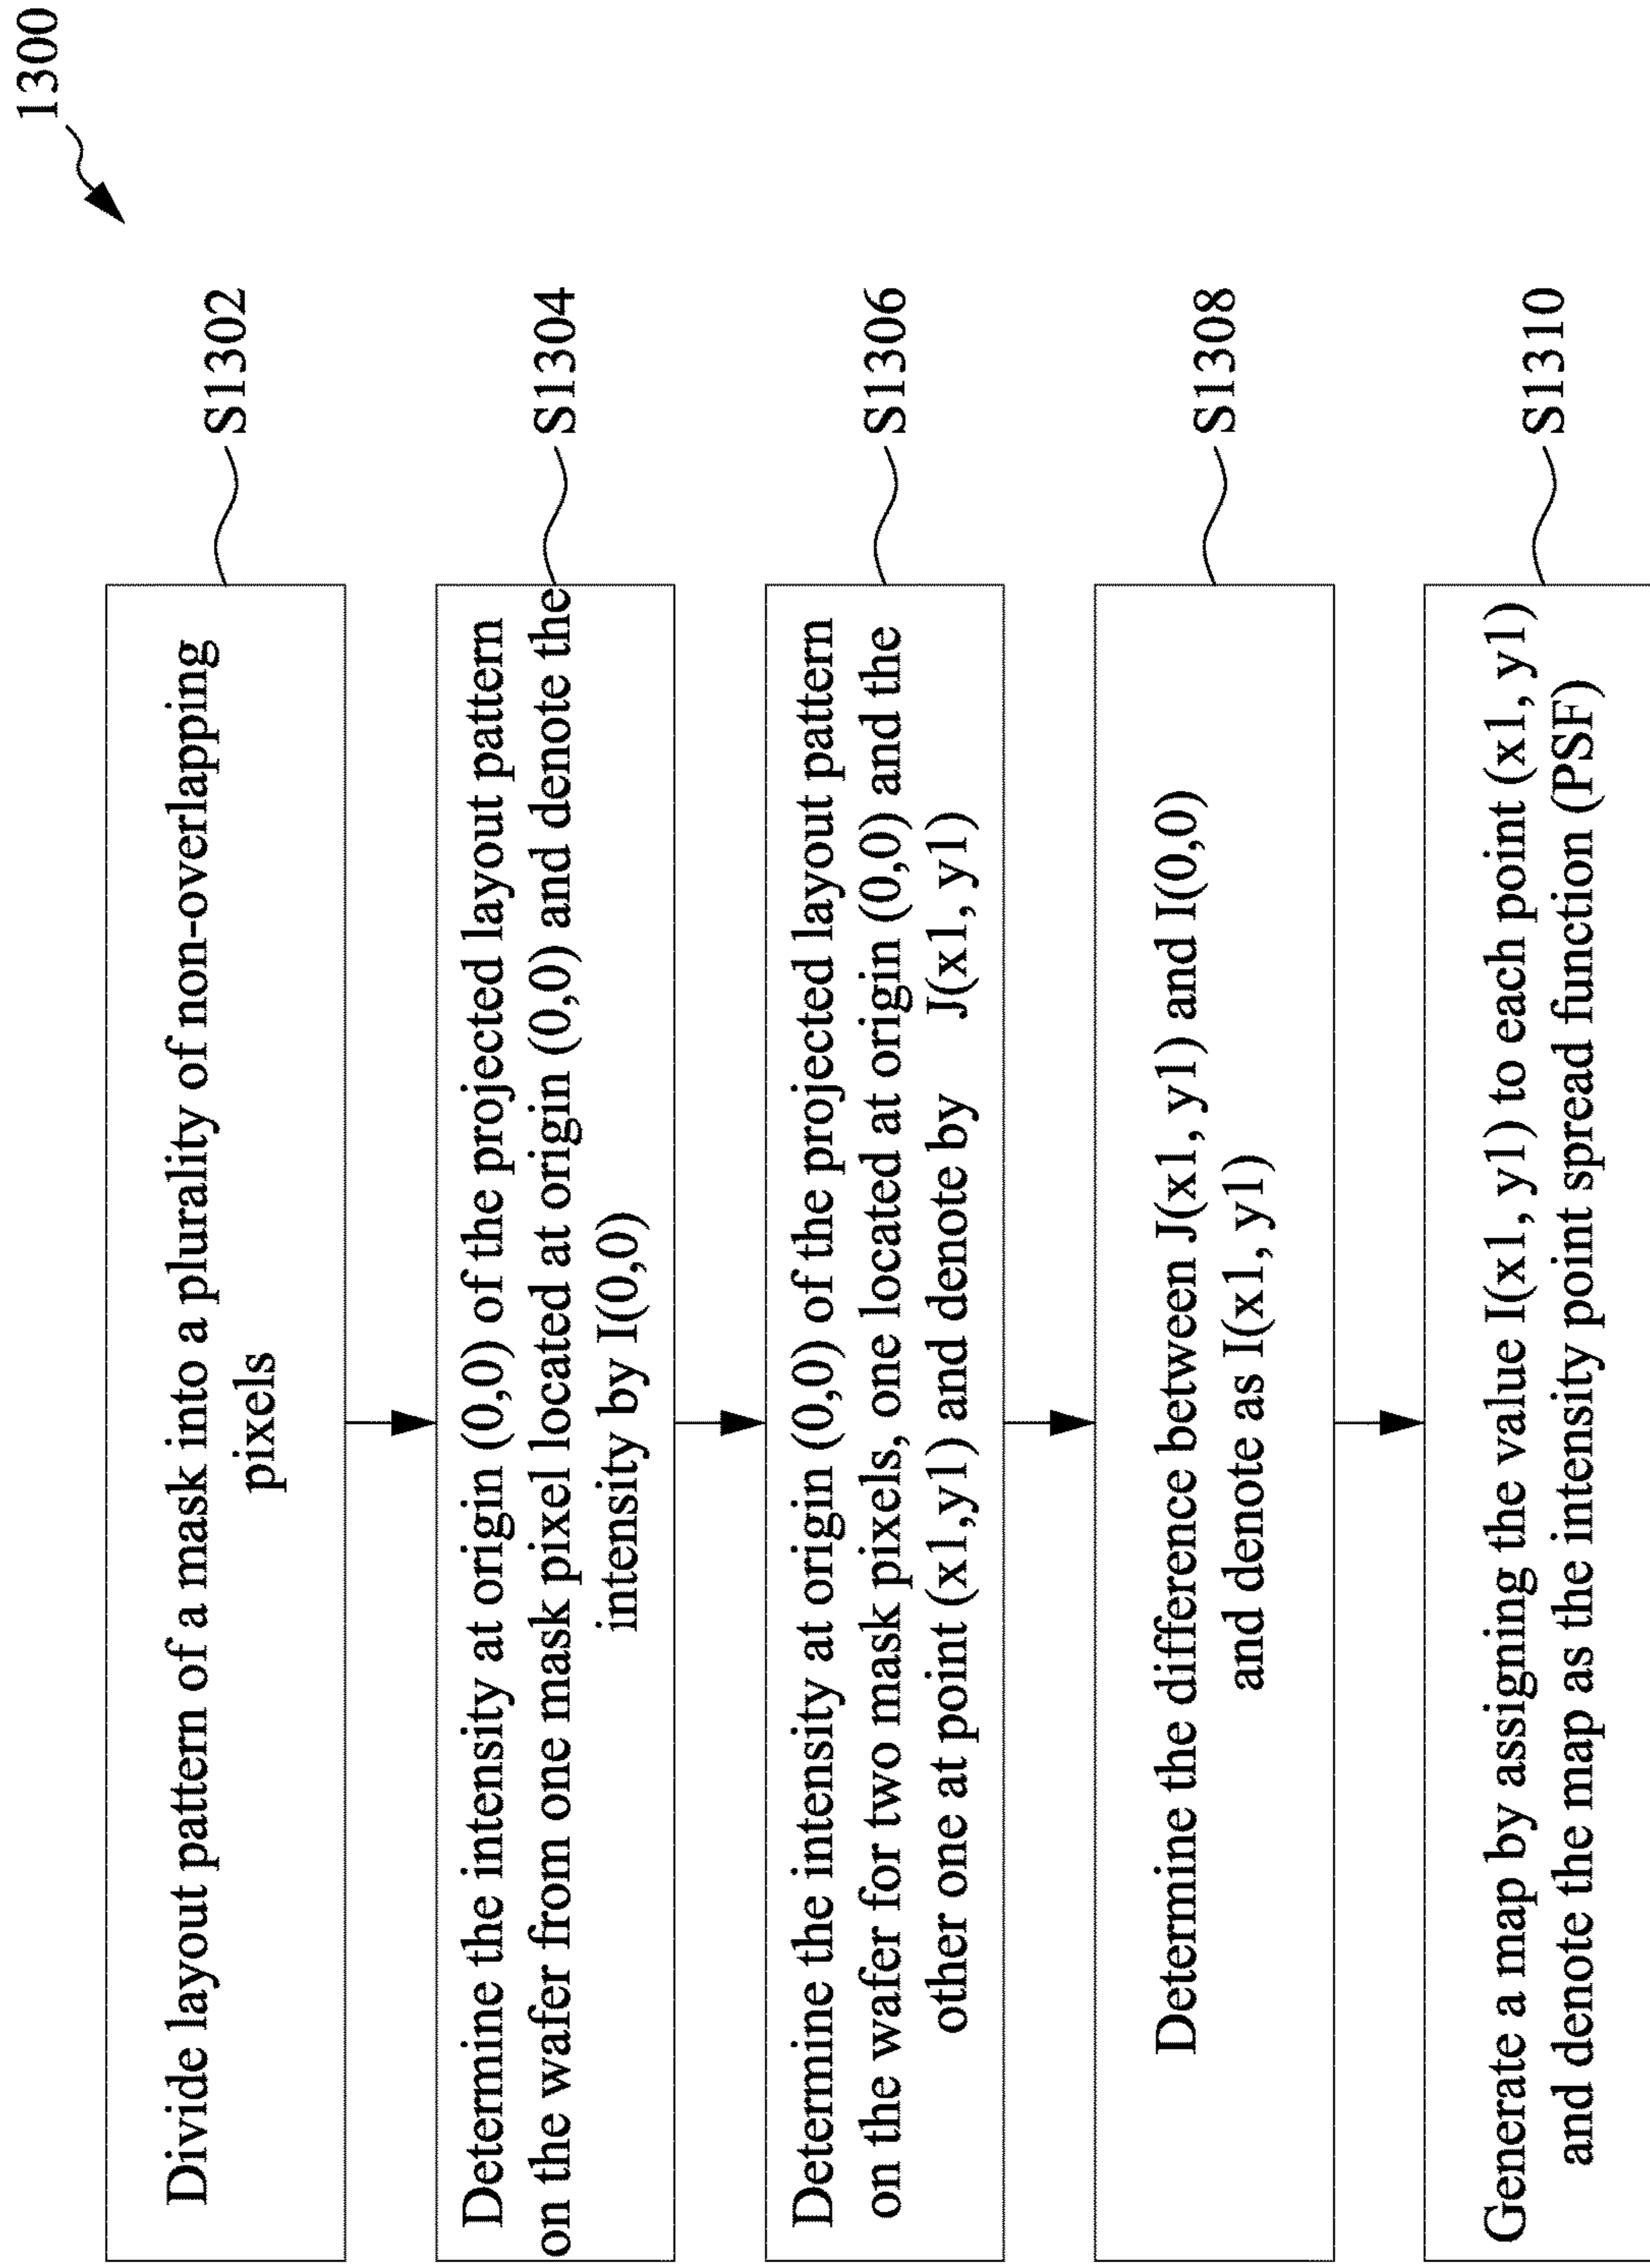 1300
Divide layout pattern of a mask into a plurality of non-overlapping
pixels
S1302
Determine the intensity at origin (0,0) of the projected layout pattern
on the wafer from one mask pixel located at origin (0,0) and denote the
intensity by I(0,0)
S1304
Determine the intensity at origin (0,0) of the projected layout pattern
on the wafer for two mask pixels, one located at origin (0,0) and the
other one at point (x1,y1) and denote by J(x1, y1)
S1306
Determine the difference between J(x1, y1) and I(0,0)
and denote as I(x1, y1)
S1308
Generate a map by assigning the value I(x1, y1) to each point (x1, y1)
and denote the map as the intensity point spread function (PSF)
S1310